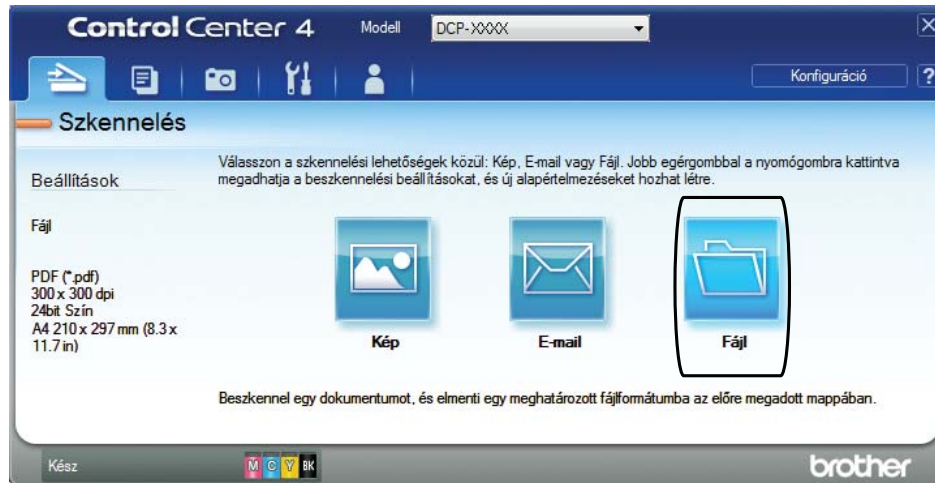 Control Center 4
Modell
DCP-XXXX
Konfiguráció
?
Szkennelés
Beállítások
Fájl
PDF (*.pdf)
300 x 300 dpi
24bit Szín
A4 210 x 297 mm (8.3 x
11.7 in)
Válasszon a szkennelési lehetőségek közül: Kép, E-mail vagy Fájl. Jobb egérgombbal a nyomógombra kattintva
megadhatja a beszkennelési beállításokat, és új alapértelmezéseket hozhat létre.
Kép
E-mail
Fájl
Beszkennel egy dokumentumot, és elmenti egy meghatározott fájlformátumba az előre megadott mappában.
Kész
M C Y BK
brother